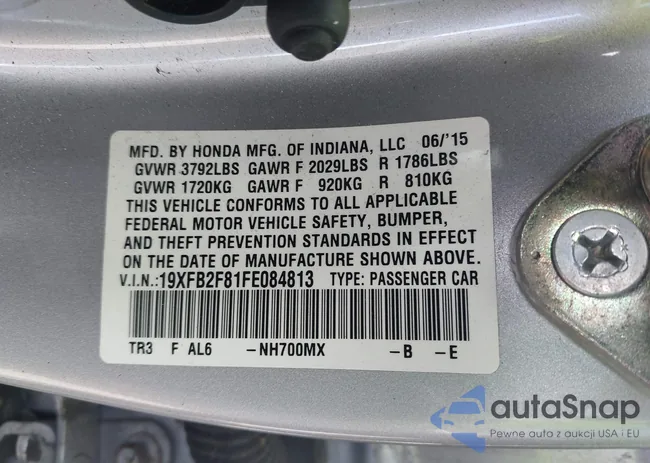 MFD. BY HONDA MFG. OF INDIANA, LLC 06/'15
GVWR 3792LBS GAWR F 2029LBS R 1786LBS
GVWR 1720KG GAWR F 920KG R 810KG
THIS VEHICLE CONFORMS TO ALL APPLICABLE
FEDERAL MOTOR VEHICLE SAFETY, BUMPER,
AND THEFT PREVENTION STANDARDS IN EFFECT
ON THE DATE OF MANUFACTURE SHOWN ABOVE.
V.I.N.:19XFB2F81FE084813 TYPE: PASSENGER CAR
TR3 F AL6 -NH700MX -B -E
autaSnap
Pewne auto z aukcji USA i EU